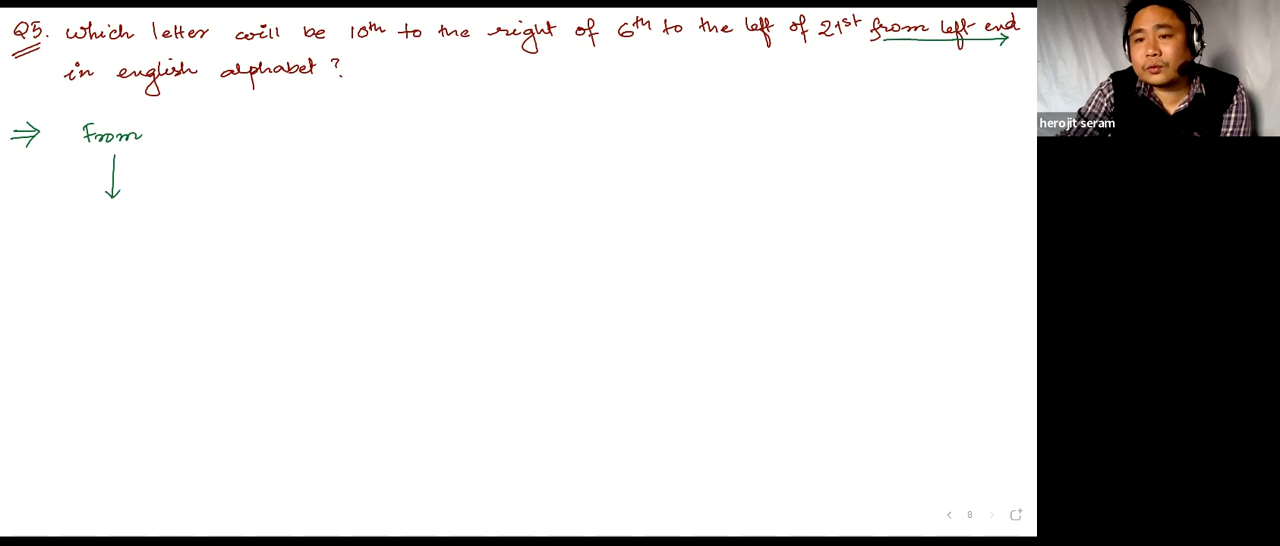 Q5. Which letter will be 10th to the right of 6th to the left of 21st from left end
in english alphabet ?
⇒ From
herojit seram
8